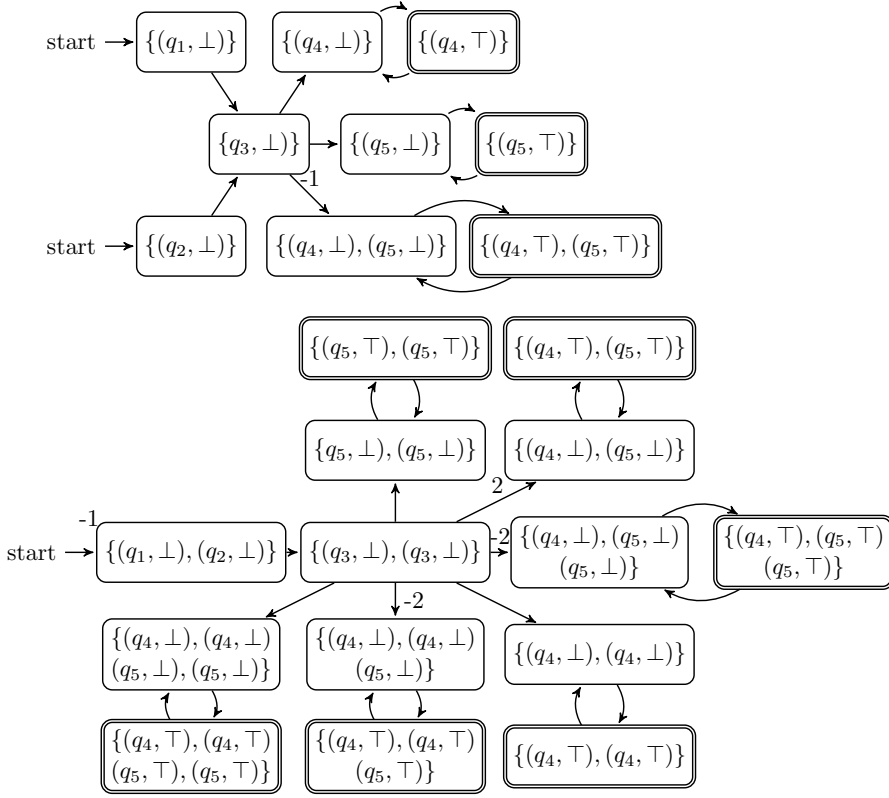 start {(q₁, ⊥)} {(q₄, ⊥)} {(q₄, ⊤)}
{q₃, ⊥)} {(q₅, ⊥)} {(q₅, ⊤)}
-1
start {(q₂, ⊥)} {(q₄, ⊥), (q₅, ⊥)} {(q₄, ⊤), (q₅, ⊤)}
{(q₅, ⊤), (q₅, ⊤)} {(q₄, ⊤), (q₅, ⊤)}
{q₅, ⊥), (q₅, ⊥)} {(q₄, ⊥), (q₅, ⊥)}
2
-1
start {(q₁, ⊥), (q₂, ⊥)} {(q₃, ⊥), (q₃, ⊥)}
-2
{(q₄, ⊥), (q₅, ⊥)
(q₅, ⊥)}
{(q₄, ⊤), (q₅, ⊤)
(q₅, ⊤)}
-2
{(q₄, ⊥), (q₄, ⊥)
(q₅, ⊥), (q₅, ⊥)}
{(q₄, ⊥), (q₄, ⊥)
(q₅, ⊥)}
{(q₄, ⊥), (q₄, ⊥)}
{(q₄, ⊤), (q₄, ⊤)
(q₅, ⊤), (q₅, ⊤)}
{(q₄, ⊤), (q₄, ⊤)
(q₅, ⊤)}
{(q₄, ⊤), (q₄, ⊤)}